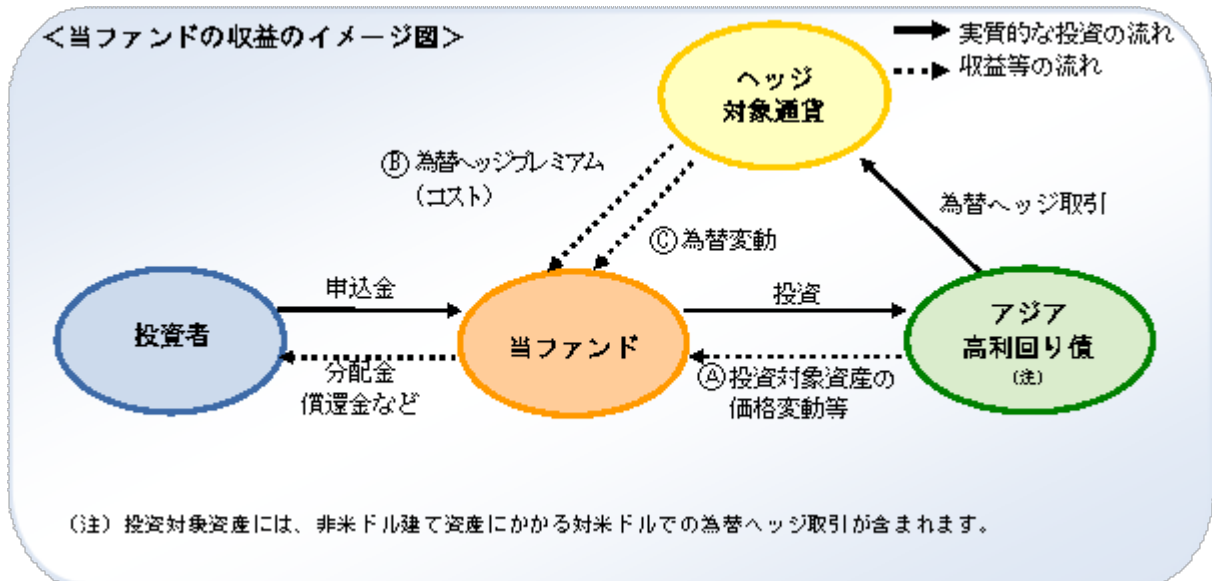 ＜当ファンドの収益のイメージ図＞
実質的な投資の流れ
収益等の流れ
ヘッジ
対象通貨
Ⓑ為替ヘッジプレミアム
（コスト）
為替ヘッジ取引
Ⓒ為替変動
申込金
投資
投資者
当ファンド
アジア
高利回り債
（注）
分配金
償還金など
Ⓐ投資対象資産の
価格変動等
（注）投資対象資産には、非米ドル建て資産にかかる対米ドルでの為替ヘッジ取引が含まれます。